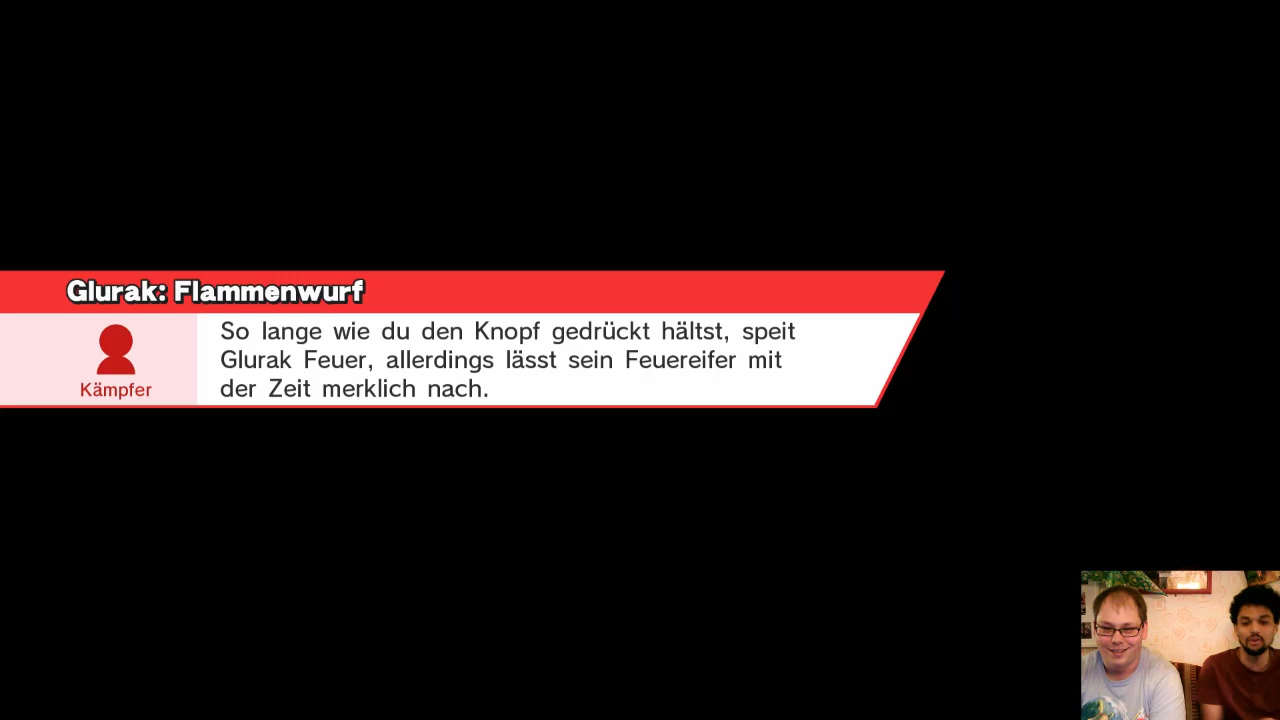 Glurak: Flammenwurf
Kämpfer
So lange wie du den Knopf gedrückt hältst, speit
Glurak Feuer, allerdings lässt sein Feuereifer mit
der Zeit merklich nach.